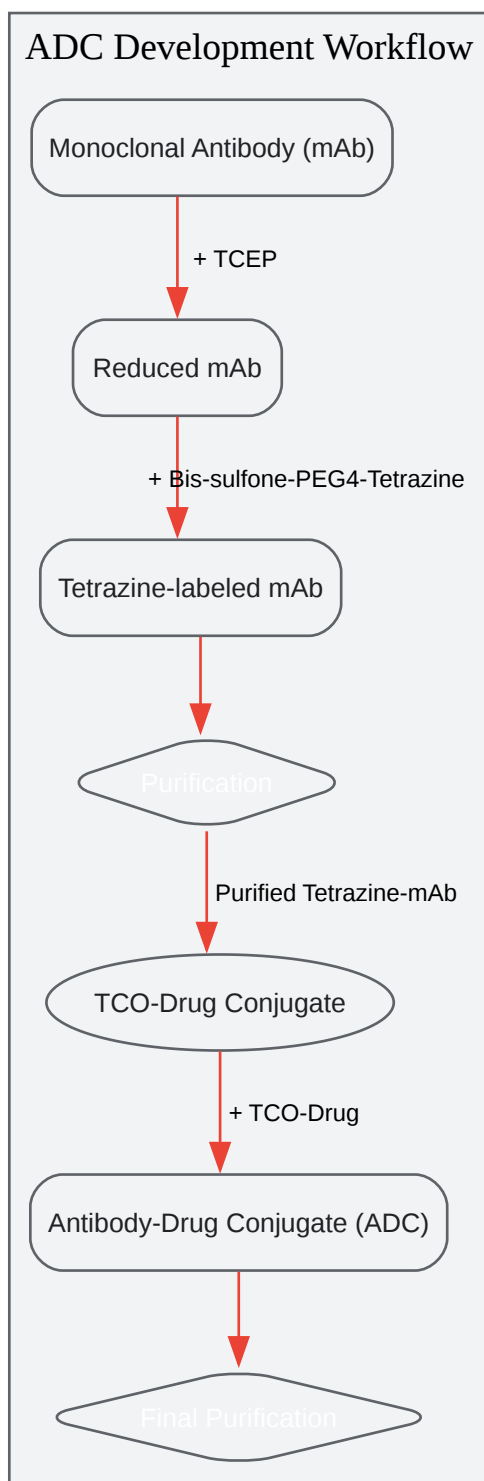 ADC Development Workflow
Monoclonal Antibody (mAb)
+ TCEP
Reduced mAb
+ Bis-sulfone-PEG4-Tetrazine
Tetrazine-labeled mAb
Purification
Purified Tetrazine-mAb
TCO-Drug Conjugate
+ TCO-Drug
Antibody-Drug Conjugate (ADC)
Final Purification